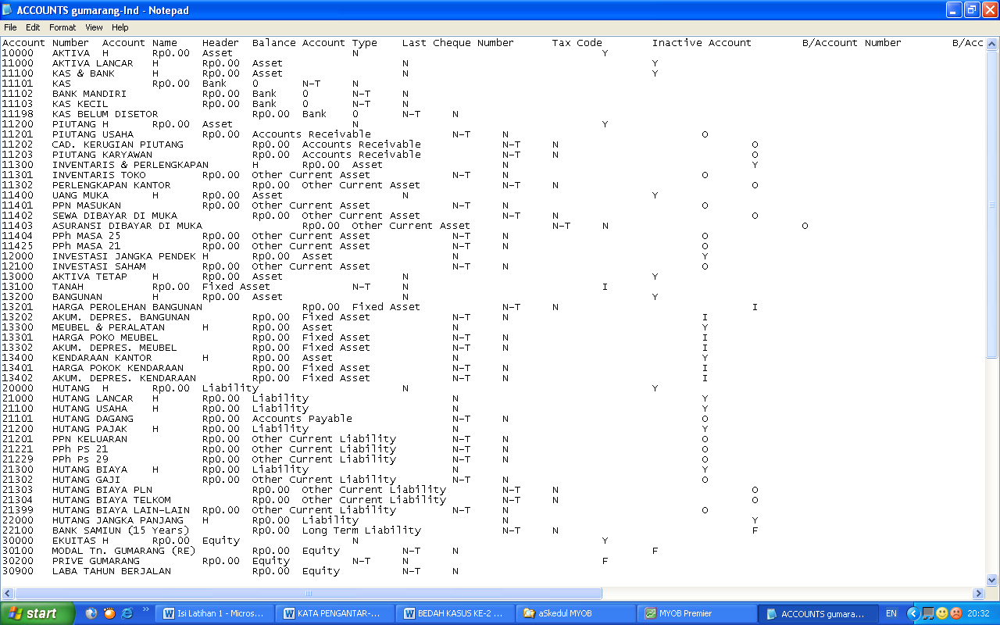 ACCOUNTS gumarang-Ind - Notepad
File Edit Format View Help
Account Number Account Name Header Balance Account Type Last Cheque Number Tax Code Inactive Account B/Account Number B/Acc
10000 AKTIVA H Rp0.00 Asset N Y
11000 AKTIVA LANCAR H Rp0.00 Asset N Y
11100 KAS & BANK H Rp0.00 Asset N Y
11101 KAS Rp0.00 Bank 0 N-T N
11102 BANK MANDIRI Rp0.00 Bank 0 N-T N
11103 KAS KECIL Rp0.00 Bank 0 N-T N
11198 KAS BELUM DISETOR Rp0.00 Bank 0 N-T N
11200 PIUTANG H Rp0.00 Asset N Y
11201 PIUTANG USAHA Rp0.00 Accounts Receivable N-T N O
11202 CAD. KERUGIAN PIUTANG Rp0.00 Accounts Receivable N-T N O
11203 PIUTANG KARYAWAN Rp0.00 Accounts Receivable N-T N O
11300 INVENTARIS & PERLENGKAPAN H Rp0.00 Asset N Y
11301 INVENTARIS TOKO Rp0.00 Other Current Asset N-T N O
11302 PERLENGKAPAN KANTOR Rp0.00 Other Current Asset N-T N O
11400 UANG MUKA H Rp0.00 Asset N Y
11401 PPN MASUKAN Rp0.00 Other Current Asset N-T N O
11402 SEWA DIBAYAR DI MUKA Rp0.00 Other Current Asset N-T N O
11403 ASURANSI DIBAYAR DI MUKA Rp0.00 Other Current Asset N-T N O
11404 PPh MASA 25 Rp0.00 Other Current Asset N-T N O
11425 PPh MASA 21 Rp0.00 Other Current Asset N-T N O
12000 INVESTASI JANGKA PENDEK H Rp0.00 Asset N Y
12100 INVESTASI SAHAM Rp0.00 Other Current Asset N-T N O
13000 AKTIVA TETAP H Rp0.00 Asset N Y
13100 TANAH Rp0.00 Fixed Asset N-T N I
13200 BANGUNAN H Rp0.00 Asset N Y
13201 HARGA PEROLEHAN BANGUNAN Rp0.00 Fixed Asset N-T N I
13202 AKUM. DEPRES. BANGUNAN Rp0.00 Fixed Asset N-T N I
13300 MEUBEL & PERALATAN H Rp0.00 Asset N Y
13301 HARGA POKO MEUBEL Rp0.00 Fixed Asset N-T N I
13302 AKUM. DEPRES. MEUBEL Rp0.00 Fixed Asset N-T N I
13400 KENDARAAN KANTOR H Rp0.00 Asset N Y
13401 HARGA POKOK KENDARAAN Rp0.00 Fixed Asset N-T N I
13402 AKUM. DEPRES. KENDARAAN Rp0.00 Fixed Asset N-T N I
20000 HUTANG H Rp0.00 Liability N Y
21000 HUTANG LANCAR H Rp0.00 Liability N Y
21100 HUTANG USAHA H Rp0.00 Liability N Y
21101 HUTANG DAGANG Rp0.00 Accounts Payable N-T N O
21200 HUTANG PAJAK H Rp0.00 Liability N Y
21201 PPN KELUARAN Rp0.00 Other Current Liability N-T N O
21221 PPh PS 21 Rp0.00 Other Current Liability N-T N O
21229 PPh PS 29 Rp0.00 Other Current Liability N-T N O
21300 HUTANG BIAYA H Rp0.00 Liability N Y
21302 HUTANG GAJI Rp0.00 Other Current Liability N-T N O
21303 HUTANG BIAYA PLN Rp0.00 Other Current Liability N-T N O
21304 HUTANG BIAYA TELKOM Rp0.00 Other Current Liability N-T N O
21399 HUTANG BIAYA LAIN-LAIN Rp0.00 Other Current Liability N-T N O
22000 HUTANG JANGKA PANJANG H Rp0.00 Liability N Y
22100 BANK SAMIUN (15 Years) Rp0.00 Long Term Liability N-T N F
30000 EKUITAS H Rp0.00 Equity N Y
30100 MODAL Tn. GUMARANG (RE) Rp0.00 Equity N-T N F
30200 PRIVE GUMARANG Rp0.00 Equity N-T N F
30900 LABA TAHUN BERJALAN Rp0.00 Equity N-T N
start Isi Latihan 1 - Micros... KATA PENGANTAR-... BEDAH KASUS KE-2 ... aSkedul MYOB MYOB Premier ACCOUNTS gumara... EN 20:32